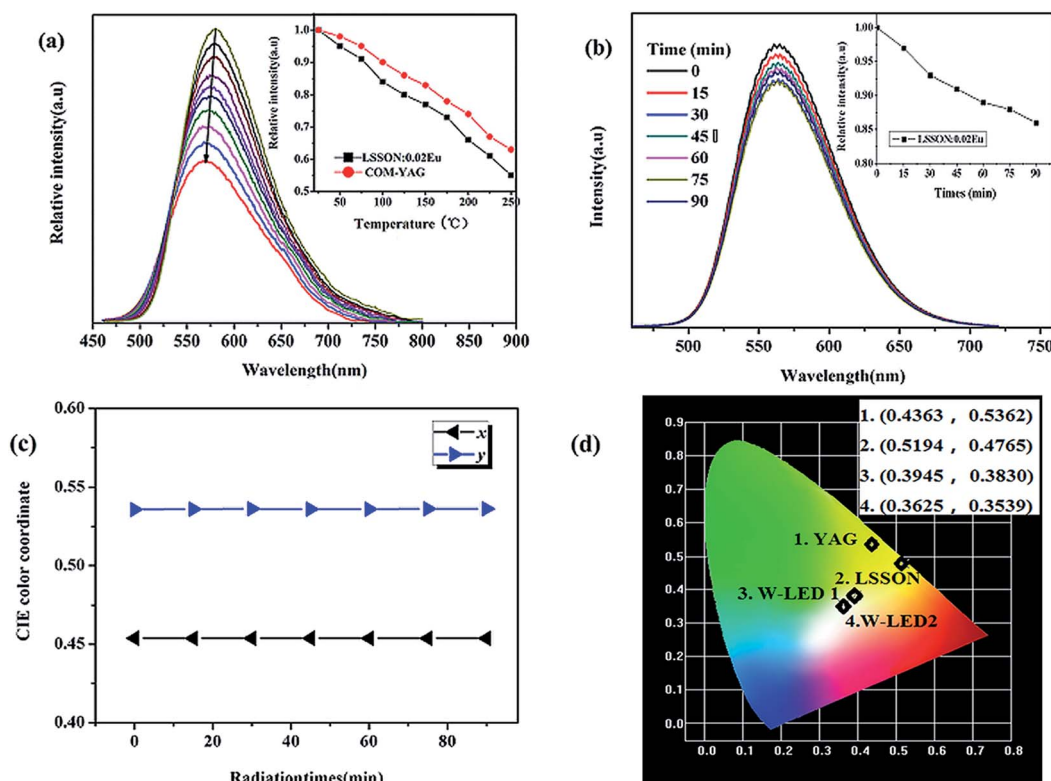 (a)
Relative intensity(a.u)
450 500 550 600 650 700 750 800 850 900
Wavelength(nm)
Relative intensity(a.u)
1.0
0.9
0.8
0.7
0.6
0.5
LSSON:0.02Eu
COM-YAG
50 100 150 200 250
Temperature (℃)
(b)
Intensity(a.u)
Time (min)
0
15
30
45▯
60
75
90
500 550 600 650 700 750
Wavelength(nm)
Relative intensity(a.u)
1.00
0.95
0.90
0.85
0.80
LSSON:0.02Eu
0 15 30 45 60 75 90
Times (min)
(c)
CIE color coordinate
0.60
0.55
0.50
0.45
0.40
x
y
0 20 40 60 80
Radiationtimes(min)
(d)
1. (0.4363 , 0.5362)
2. (0.5194 , 0.4765)
3. (0.3945 , 0.3830)
4. (0.3625 , 0.3539)
0.9
0.8
0.7
0.6
0.5
0.4
0.3
0.2
0.1
0.0
1. YAG
2. LSSON
3. W-LED 1
4.W-LED2
0.0 0.1 0.2 0.3 0.4 0.5 0.6 0.7 0.8